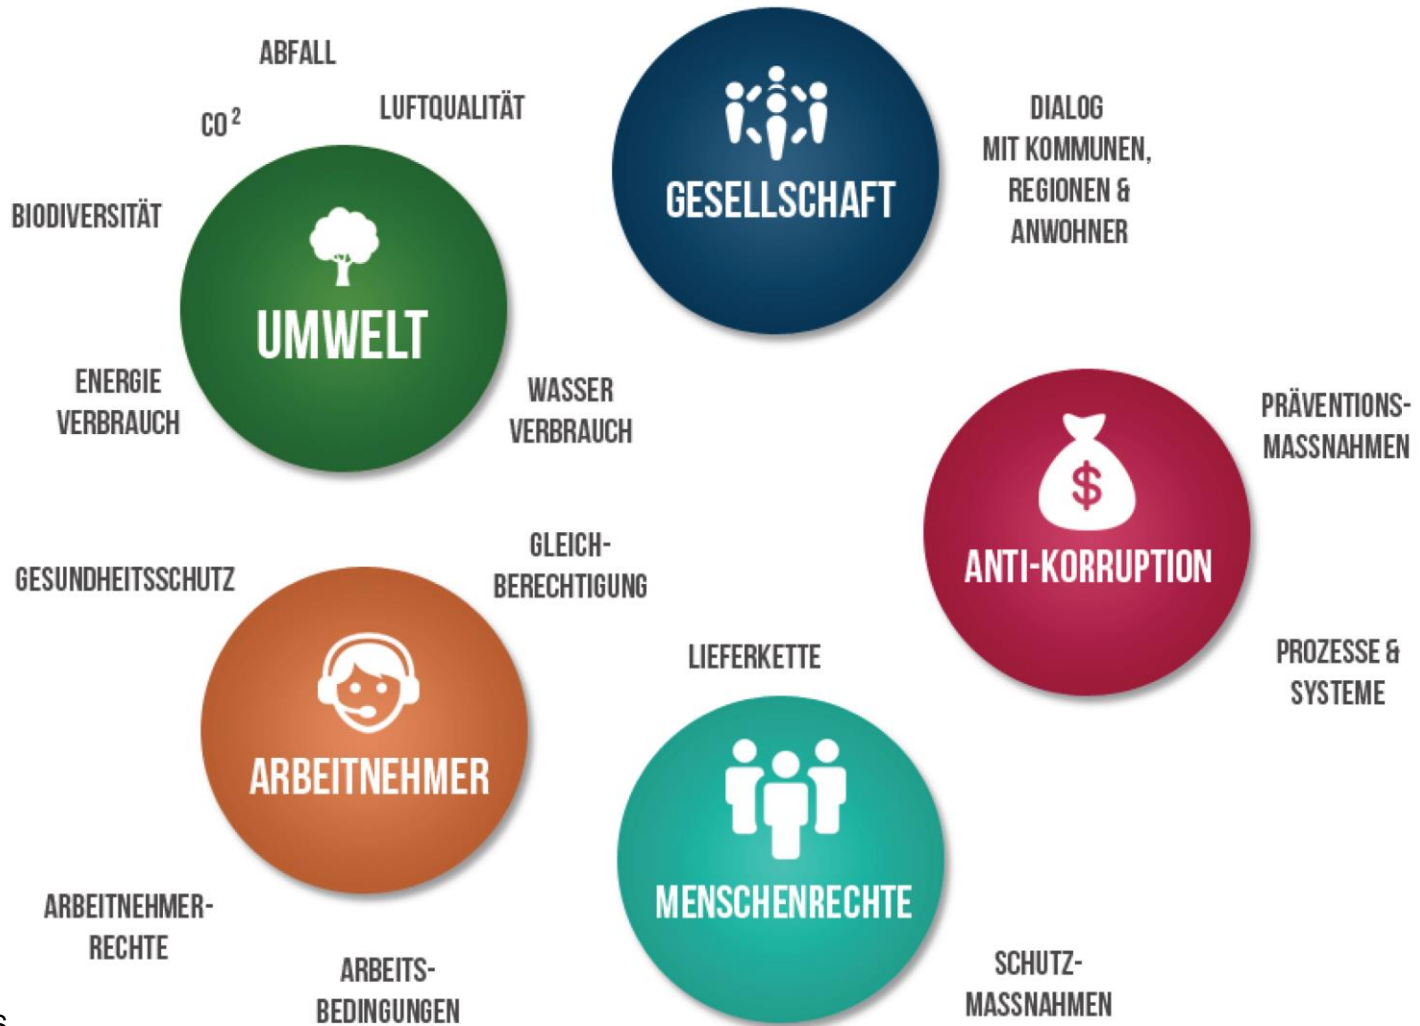 ABFALL
CO²
LUFTQUALITÄT
BIODIVERSITÄT
UMWELT
ENERGIE
VERBRAUCH
WASSER
VERBRAUCH
GESELLSCHAFT
DIALOG
MIT KOMMUNEN,
REGIONEN &
ANWOHNER
PRÄVENTIONS-
MASSNAHMEN
$
ANTI-KORRUPTION
PROZESSE &
SYSTEME
GLEICH-
BERECHTIGUNG
GESUNDHEITSSCHUTZ
ARBEITNEHMER
ARBEITNEHMER-
RECHTE
ARBEITS-
BEDINGUNGEN
LIEFERKETTE
MENSCHENRECHTE
SCHUTZ-
MASSNAHMEN